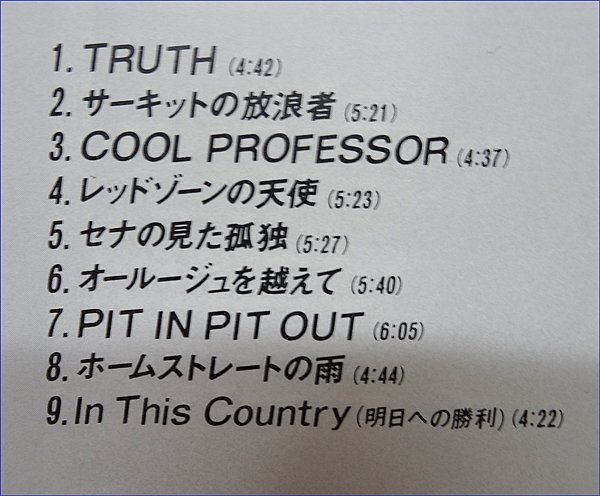 1. TRUTH (4:42)
2. サーキットの放浪者 (5:21)
3. COOL PROFESSOR (4:37)
4. レッドゾーンの天使 (5:23)
5. セナの見た孤独 (5:27)
6. オールージュを越えて (5:40)
7. PIT IN PIT OUT (6:05)
8. ホームストレートの雨 (4:44)
9. In This Country (明日への勝利) (4:22)